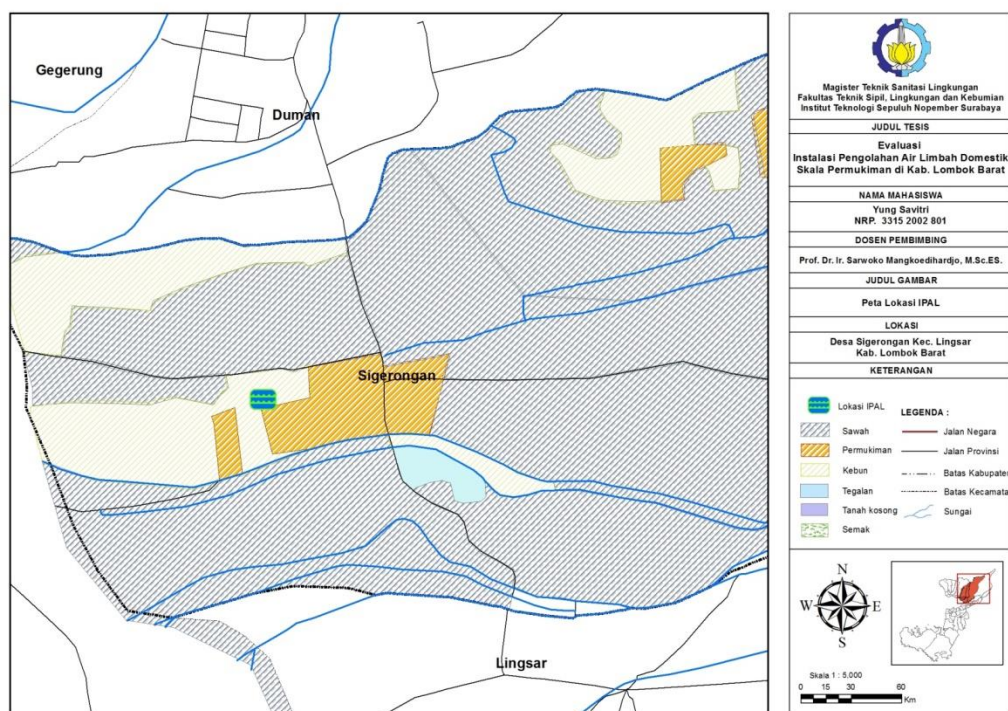 Gegerung
Duman
Sigerongan
Lingsar
Magister Teknik Sanitasi Lingkungan
Fakultas Teknik Sipil, Lingkungan dan Kebumian
Institut Teknologi Sepuluh Nopember Surabaya
JUDUL TESIS
Evaluasi
Instalasi Pengolahan Air Limbah Domestik
Skala Permukiman di Kab. Lombok Barat
NAMA MAHASISWA
Yung Savitri
NRP. 3315 2002 801
DOSEN PEMBIMBING
Prof. Dr. Ir. Sarwoko Mangkoedihardjo, M.Sc.ES.
JUDUL GAMBAR
Peta Lokasi IPAL
LOKASI
Desa Sigerongan Kec. Lingsar
Kab. Lombok Barat
KETERANGAN
Lokasi IPAL
Sawah
Permukiman
Kebun
Tegalan
Tanah kosong
Semak
LEGENDA :
Jalan Negara
Jalan Provinsi
Batas Kabupate
Batas Kecamata
Sungai
N
W E
S
Skala 1 : 5,000
0 15 30 60
Km